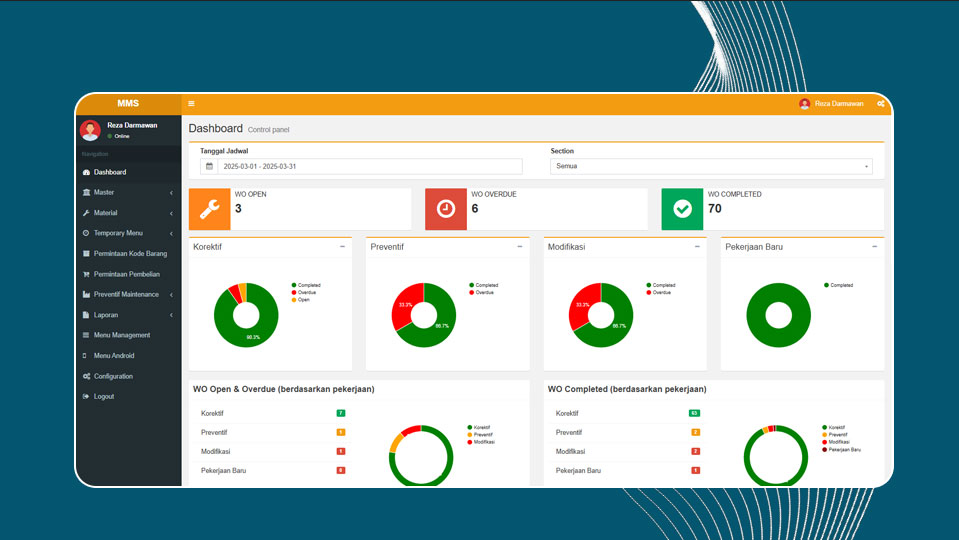 MMS
Reza Darmawan
Reza Darmawan
Online
Navigation
Dashboard
Master
Material
Temporary Menu
Permintaan Kode Barang
Permintaan Pembelian
Preventif Maintenance
Laporan
Menu Management
Menu Android
Configuration
Logout
Dashboard Control panel
Tanggal Jadwal
2025-03-01 - 2025-03-31
Section
Semua
WO OPEN
3
WO OVERDUE
6
WO COMPLETED
70
Korektif
Completed
Overdue
Open
Preventif
33.3%
66.7%
Completed
Overdue
Modifikasi
33.3%
66.7%
Completed
Overdue
Pekerjaan Baru
Completed
WO Open & Overdue (berdasarkan pekerjaan)
Korektif 7
Preventif 1
Modifikasi 1
Pekerjaan Baru 0
Korektif
Preventif
Modifikasi
WO Completed (berdasarkan pekerjaan)
Korektif
Preventif 2
Modifikasi 2
Pekerjaan Baru 1
Korektif
Preventif
Modifikasi
Pekerjaan Baru